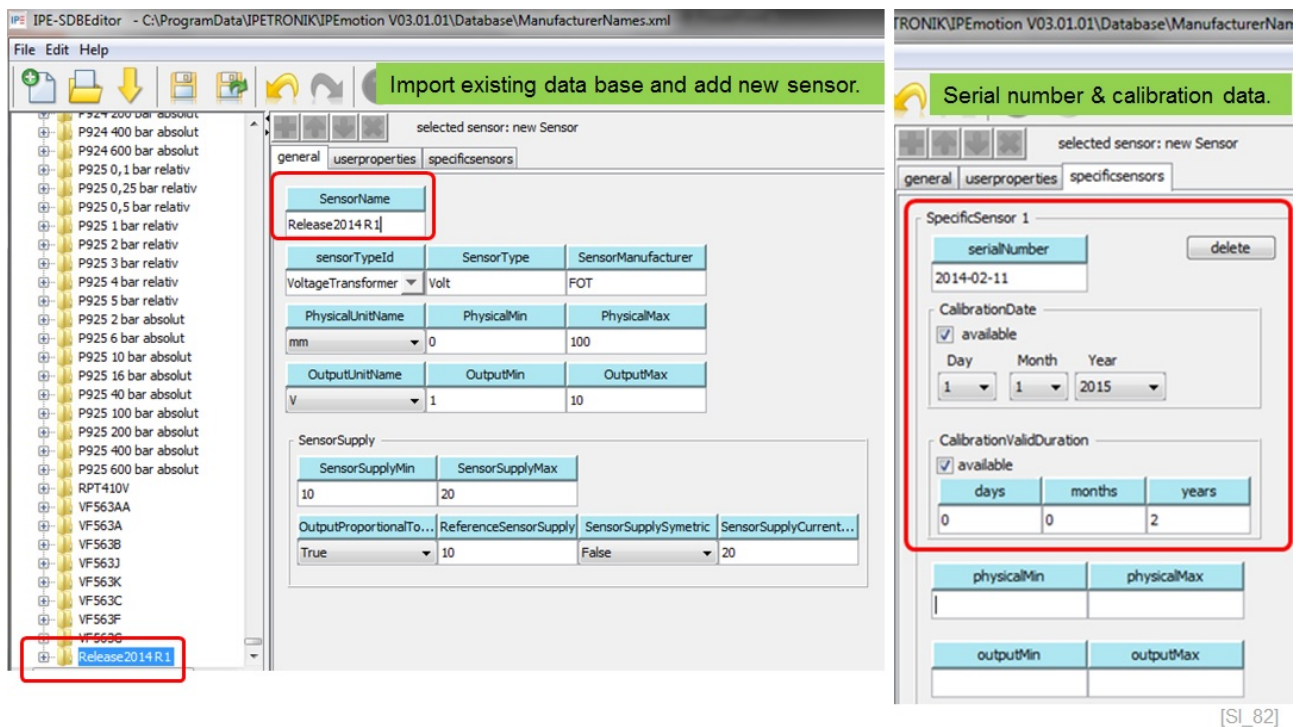 IPE-SDBEditor - C:\ProgramData\IPETRONIK\IPEmotion V03.01.01\Database\ManufacturerNames.xml
File Edit Help
Import existing data base and add new sensor.
P924 200 bar absolut
P924 400 bar absolut
P924 600 bar absolut
P925 0,1 bar relativ
P925 0,25 bar relativ
P925 0,5 bar relativ
P925 1 bar relativ
P925 2 bar relativ
P925 3 bar relativ
P925 4 bar relativ
P925 5 bar relativ
P925 2 bar absolut
P925 6 bar absolut
P925 10 bar absolut
P925 16 bar absolut
P925 40 bar absolut
P925 100 bar absolut
P925 200 bar absolut
P925 400 bar absolut
P925 600 bar absolut
RPT410V
VF563AA
VF563A
VF563B
VF563J
VF563K
VF563C
VF563F
VF563G
Release2014 R1
selected sensor: new Sensor
general userproperties specificsensors
SensorName
Release2014 R1
sensorTypeId SensorType SensorManufacturer
VoltageTransformer Volt FOT
PhysicalUnitName PhysicalMin PhysicalMax
mm 0 100
OutputUnitName OutputMin OutputMax
V 1 10
SensorSupply
SensorSupplyMin SensorSupplyMax
10 20
OutputProportionalTo... ReferenceSensorSupply SensorSupplySymetric SensorSupplyCurrent...
True 10 False 20
TRONIK\IPEmotion V03.01.01\Database\ManufacturerNam
Serial number & calibration data.
selected sensor: new Sensor
general userproperties specificsensors
SpecificSensor 1
serialNumber delete
2014-02-11
CalibrationDate
available
Day Month Year
1 1 2015
CalibrationValidDuration
available
days months years
0 0 2
physicalMin physicalMax
outputMin outputMax
[SI_82]